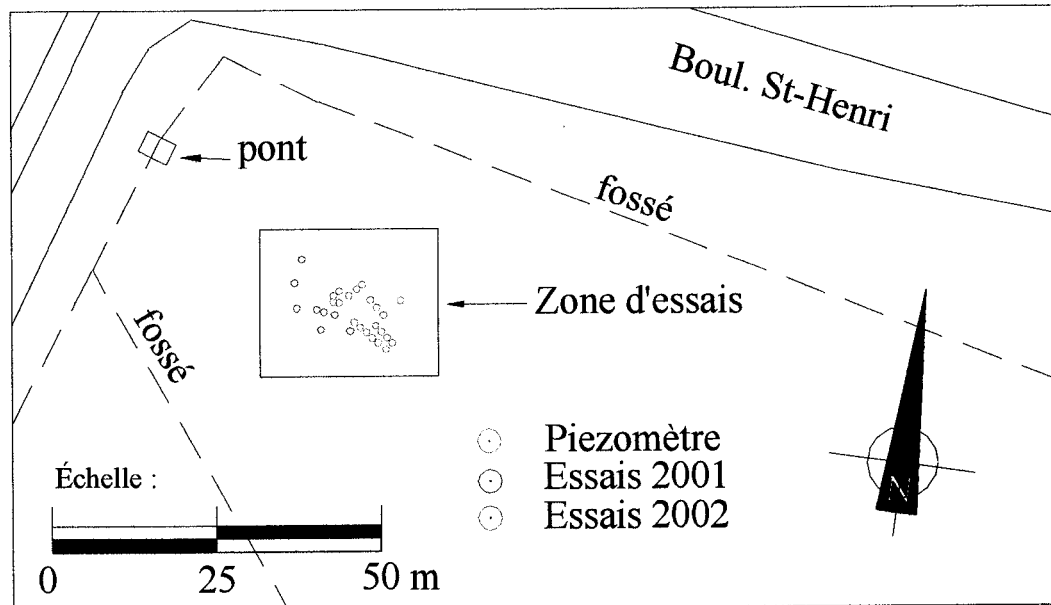 Boul. St-Henri
pont
fossé
Zone d'essais
fossé
Piezomètre
Essais 2001
Essais 2002
Échelle :
0 25 50 m
N